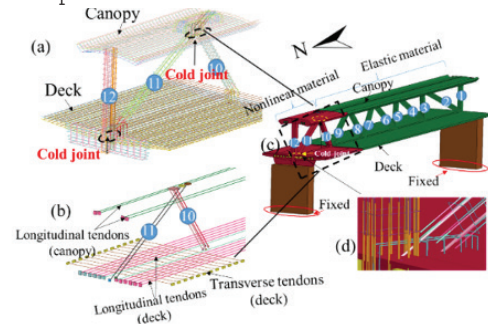 Canopy
(a)
11
10
12
Cold joint
Deck
Cold joint
N
Nonlinear material
Elastic material
Canopy
(c)
12
11
10
9
8
7
6
5
4
3
2
1
Cold joint
Deck
Fixed
Fixed
(b)
11
10
Longitudinal tendons
(canopy)
Longitudinal tendons
(deck)
Transverse tendons
(deck)
(d)